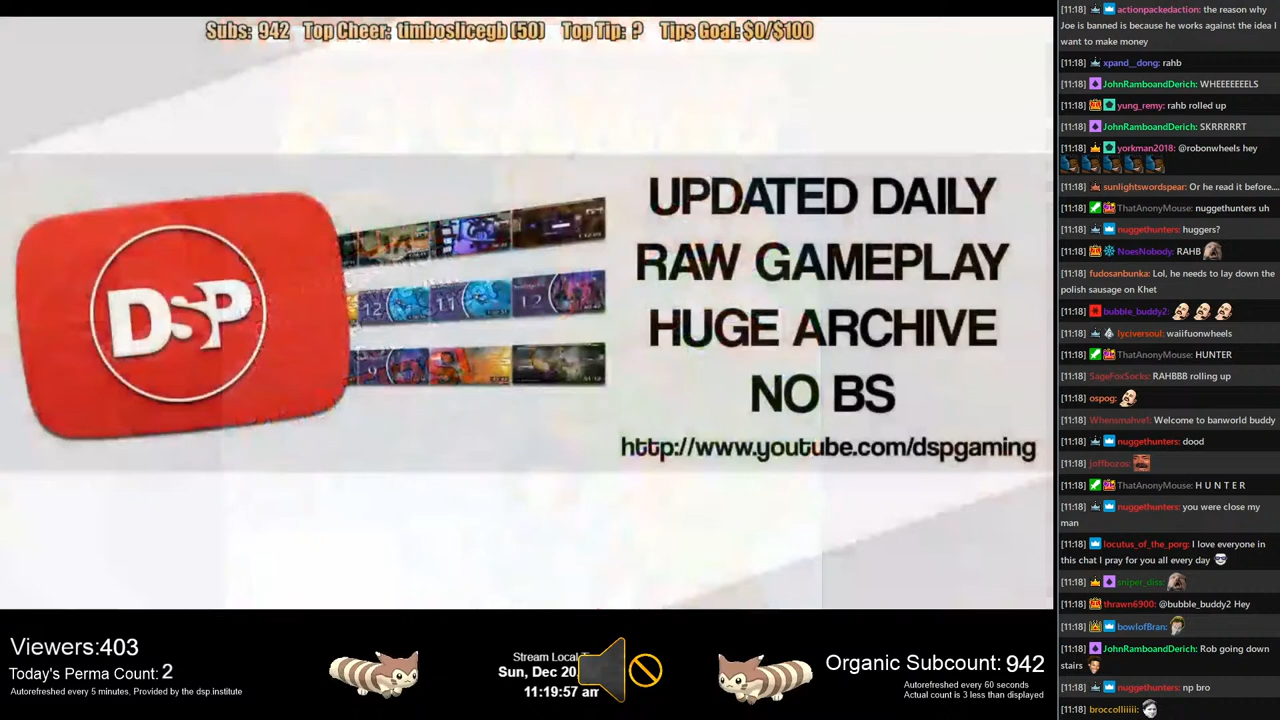 Subs: 942 Top Cheer: timboslicegb (50) Top Tip: ? Tips Goal: $0/$100
DSP
UPDATED DAILY
RAW GAMEPLAY
HUGE ARCHIVE
NO BS
http://www.youtube.com/dspgaming
Viewers:403
Today's Perma Count: 2
Autorefreshed every 5 minutes, Provided by the dsp institute
Stream Local
Sun, Dec 20
11:19:57 am
Organic Subcount: 942
Autorefreshed every 60 seconds
Actual count is 3 less than displayed
[11:18] actionpackedaction: the reason why
Joe is banned is because he works against the idea I
want to make money
[11:18] xpand__dong: rahb
[11:18] JohnRamboandDerich: WHEEEEEELS
[11:18] yung_remy: rahb rolled up
[11:18] JohnRamboandDerich: SKRRRRRT
[11:18] yorkman2018: @robonwheels hey
[11:18] sunlightswordspear: Or he read it before...
[11:18] ThatAnonyMouse: nuggethunters uh
[11:18] nuggethunters: huggers?
[11:18] NoesNobody: RAHB
[11:18] fudosanbunka: Lol, he needs to lay down the
polish sausage on Khet
[11:18] bubble_buddy2:
[11:18] lyciversoul: waiifuonwheels
[11:18] ThatAnonyMouse: HUNTER
[11:18] SageFoxSocks: RAHBBB rolling up
[11:18] ospog:
[11:18] Whensmahvel: Welcome to banworld buddy
[11:18] nuggethunters: dood
[11:18] Joffbozos:
[11:18] ThatAnonyMouse: H U N T E R
[11:18] nuggethunters: you were close my
man
[11:18] locutus_of_the_porg: I love everyone in
this chat I pray for you all every day
[11:18] sniper_diss:
[11:18] thrawn6900: @bubble_buddy2 Hey
[11:18] bowlofBran:
[11:18] JohnRamboandDerich: Rob going down
stairs
[11:18] nuggethunters: np bro
[11:18] broccolliiiii: